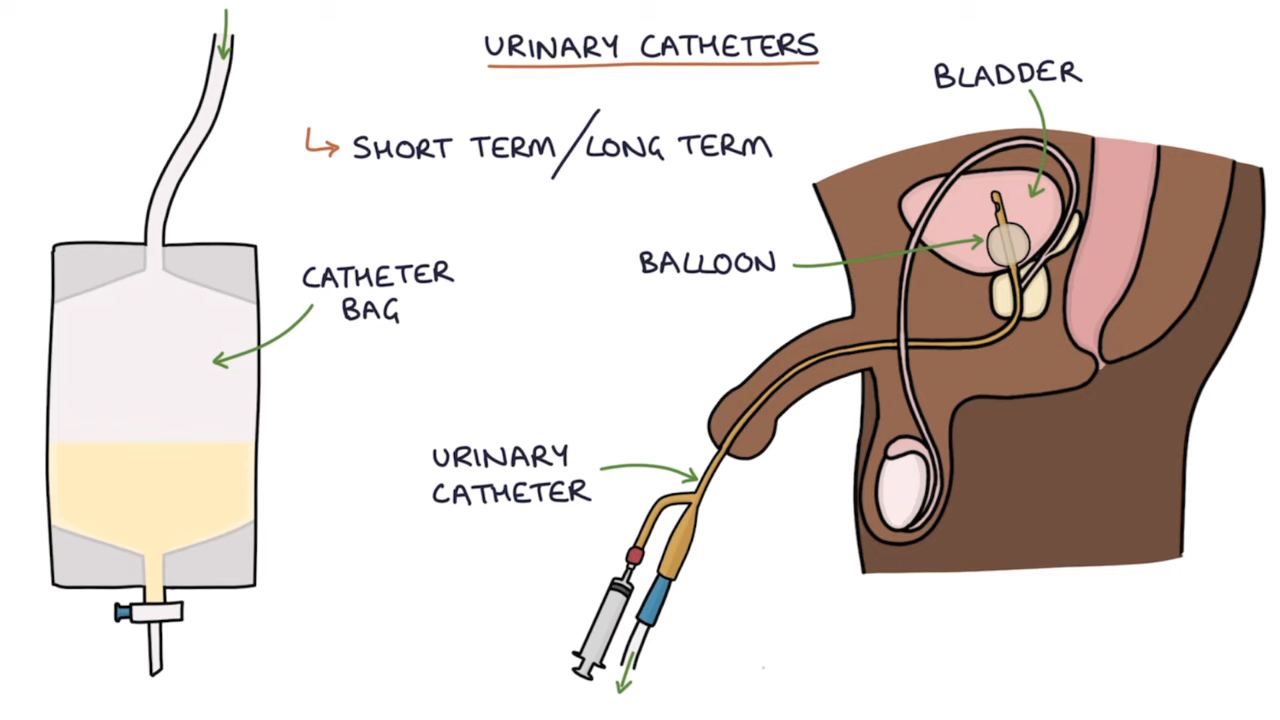 URINARY CATHETERS
SHORT TERM/LONG TERM
BLADDER
BALLOON
CATHETER
BAG
URINARY
CATHETER